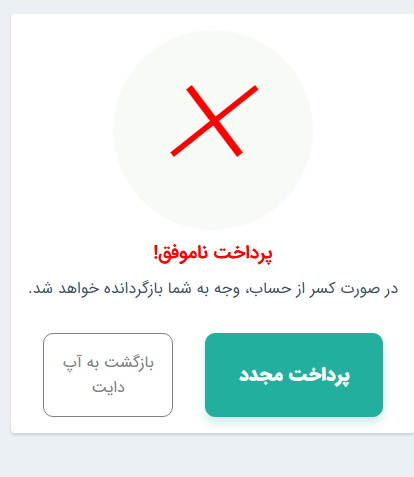 پرداخت ناموفق!
در صورت کسر از حساب، وجه به شما بازگردانده خواهد شد.
پرداخت مجدد
بازگشت به آپ
دایت